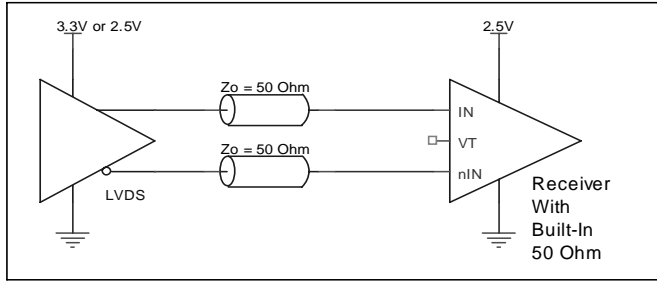 3.3V or 2.5V
2.5V
Zo = 50 Ohm
IN
VT
Zo = 50 Ohm
nIN
LVDS
Receiver
With
Built-In
50 Ohm